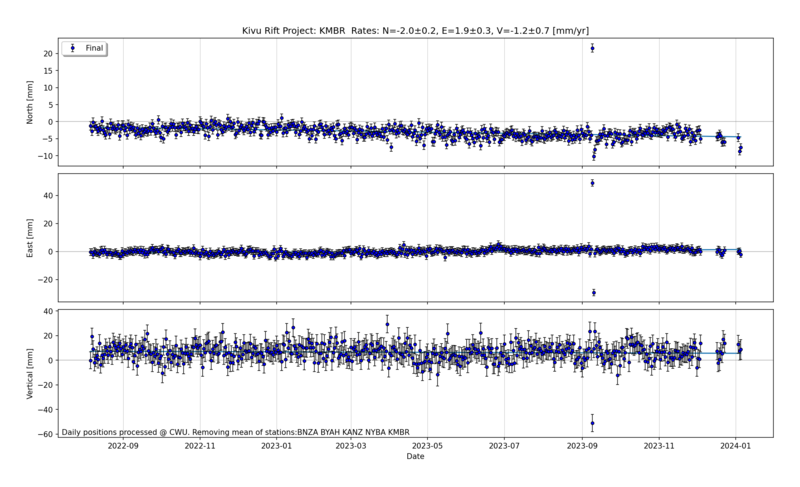 Kivu Rift Project: KMBR  Rates: N=-2.0±0.2, E=1.9±0.3, V=-1.2±0.7 [mm/yr]
Final
North [mm]
20
15
10
5
0
−5
−10
East [mm]
40
20
0
−20
Vertical [mm]
40
20
0
−20
−40
−60
Daily positions processed @ CWU. Removing mean of stations:BNZA BYAH KANZ NYBA KMBR
2022-09 2022-11 2023-01 2023-03 2023-05 2023-07 2023-09 2023-11 2024-01
Date